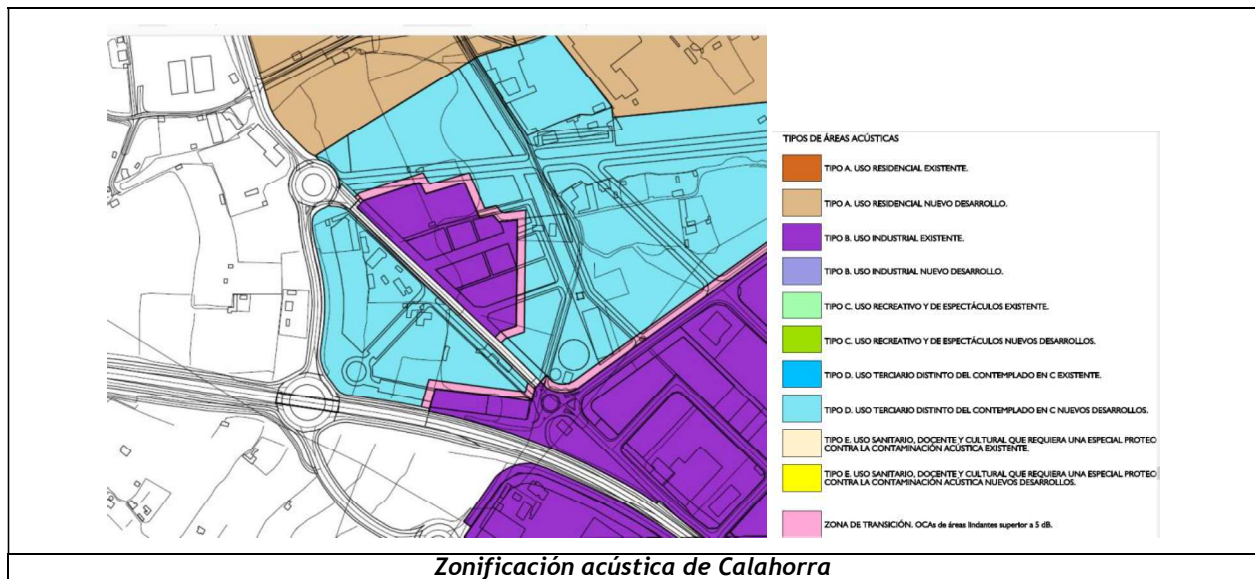 TIPOS DE ÁREAS ACÚSTICAS
TIPO A. USO RESIDENCIAL EXISTENTE.
TIPO A. USO RESIDENCIAL NUEVO DESARROLLO.
TIPO B. USO INDUSTRIAL EXISTENTE.
TIPO B. USO INDUSTRIAL NUEVO DESARROLLO.
TIPO C. USO RECREATIVO Y DE ESPECTÁCULOS EXISTENTE.
TIPO C. USO RECREATIVO Y DE ESPECTÁCULOS NUEVOS DESARROLLOS.
TIPO D. USO TERCIARIO DISTINTO DEL CONTEMPLADO EN C EXISTENTE.
TIPO D. USO TERCIARIO DISTINTO DEL CONTEMPLADO EN C NUEVOS DESARROLLOS.
TIPO E. USO SANITARIO, DOCENTE Y CULTURAL QUE REQUIERA UNA ESPECIAL PROTEC
CONTRA LA CONTAMINACIÓN ACÚSTICA EXISTENTE.
TIPO E. USO SANITARIO, DOCENTE Y CULTURAL QUE REQUIERA UNA ESPECIAL PROTEC
CONTRA LA CONTAMINACIÓN ACÚSTICA NUEVOS DESARROLLOS.
ZONA DE TRANSICIÓN. OCAs de áreas lindantes superior a 5 dB.
Zonificación acústica de Calahorra